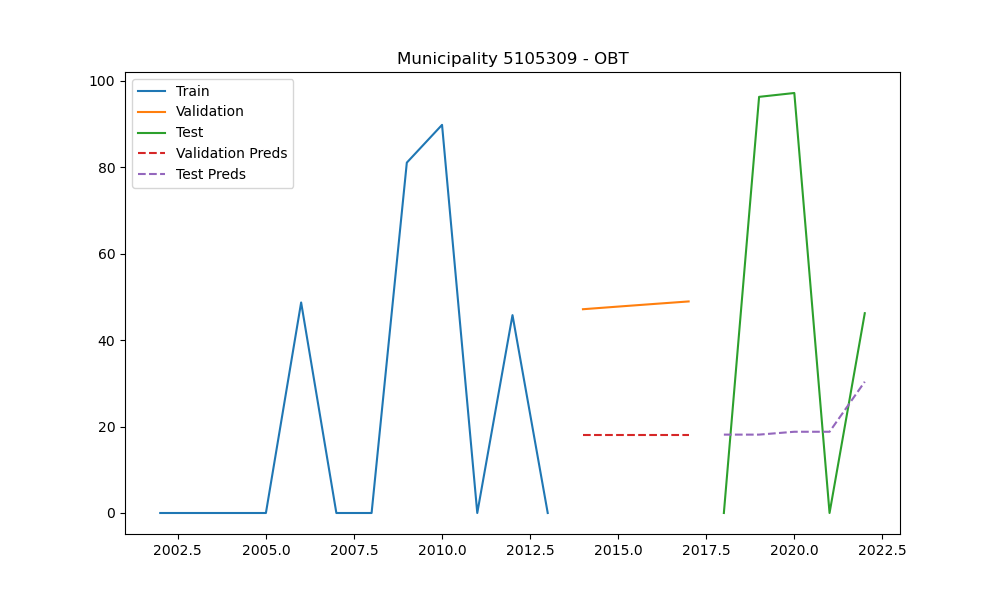 Municipality 5105309 - OBT
100
80
60
40
20
0
Train
Validation
Test
Validation Preds
Test Preds
2002.5 2005.0 2007.5 2010.0 2012.5 2015.0 2017.5 2020.0 2022.5